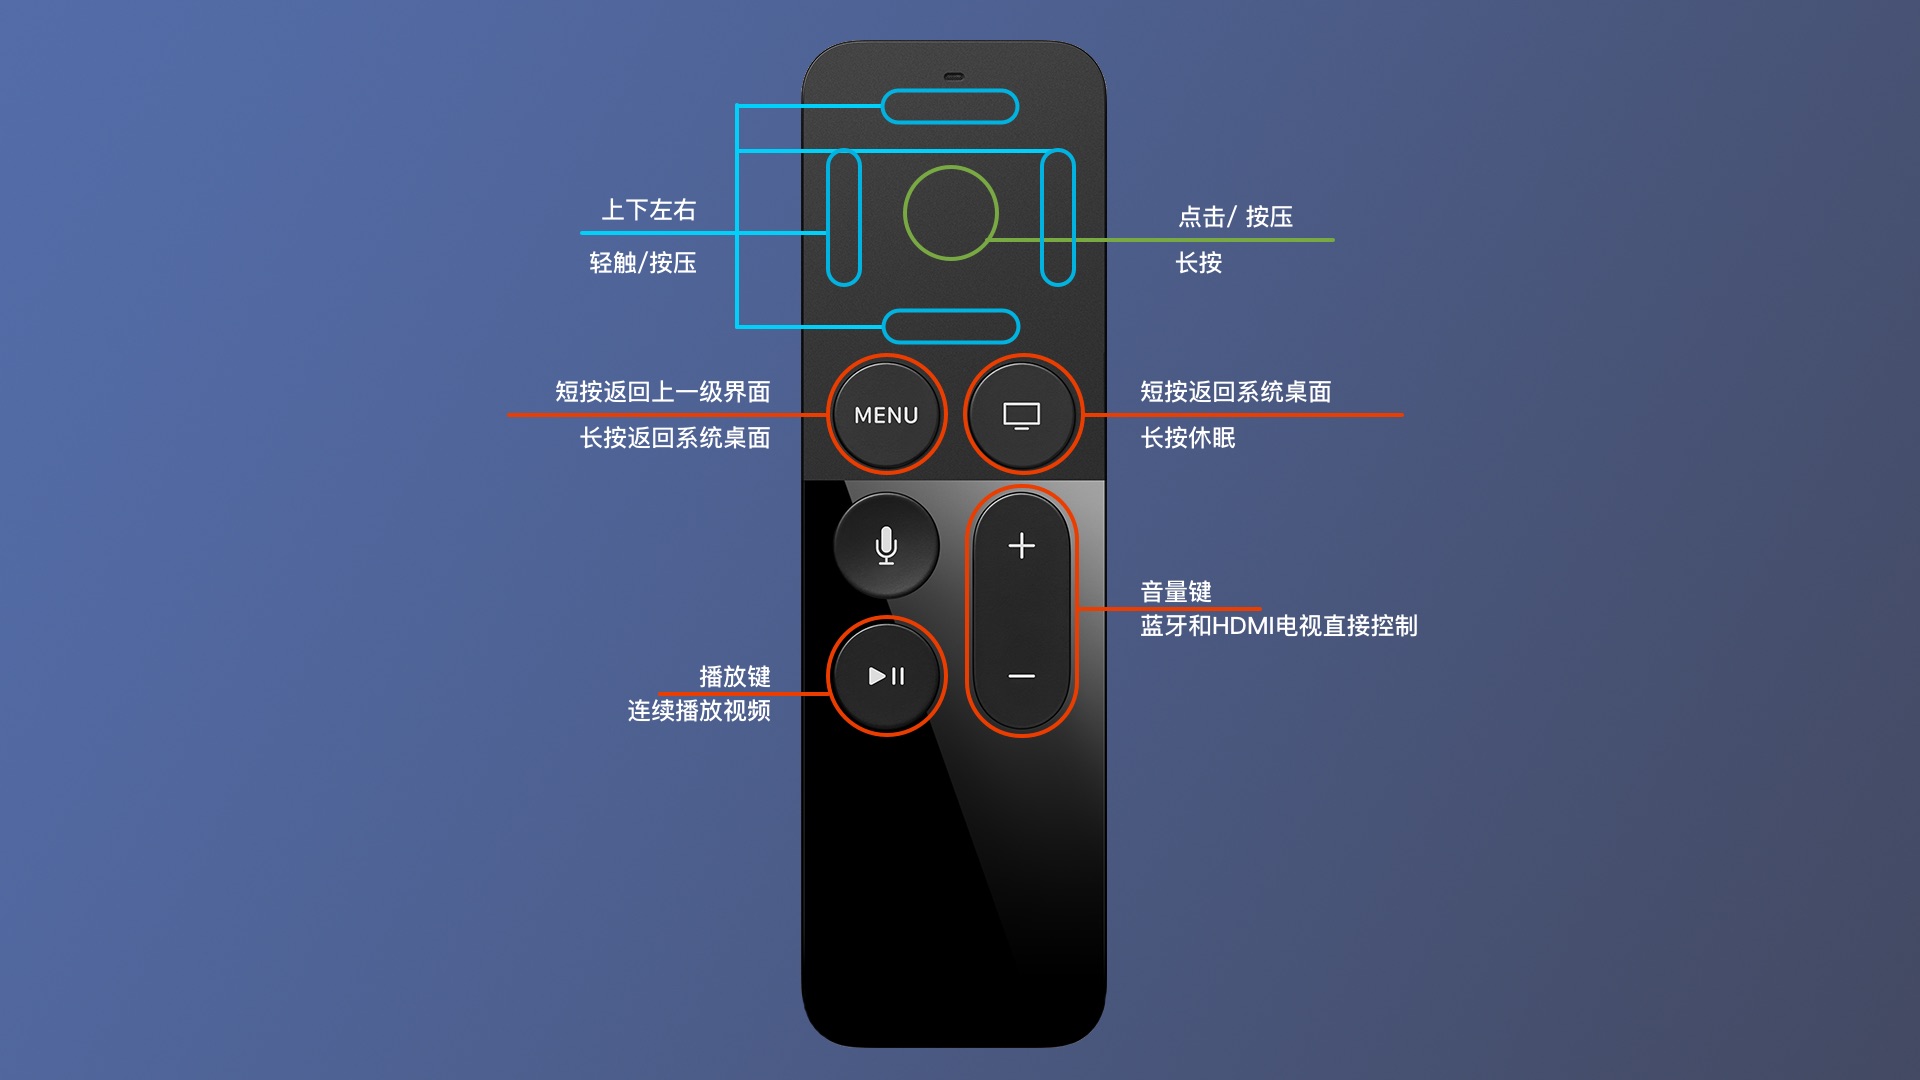 上下左右
轻触/按压
点击/ 按压
长按
短按返回上一级界面
长按返回系统桌面
MENU
短按返回系统桌面
长按休眠
音量键
蓝牙和HDMI电视直接控制
播放键
连续播放视频